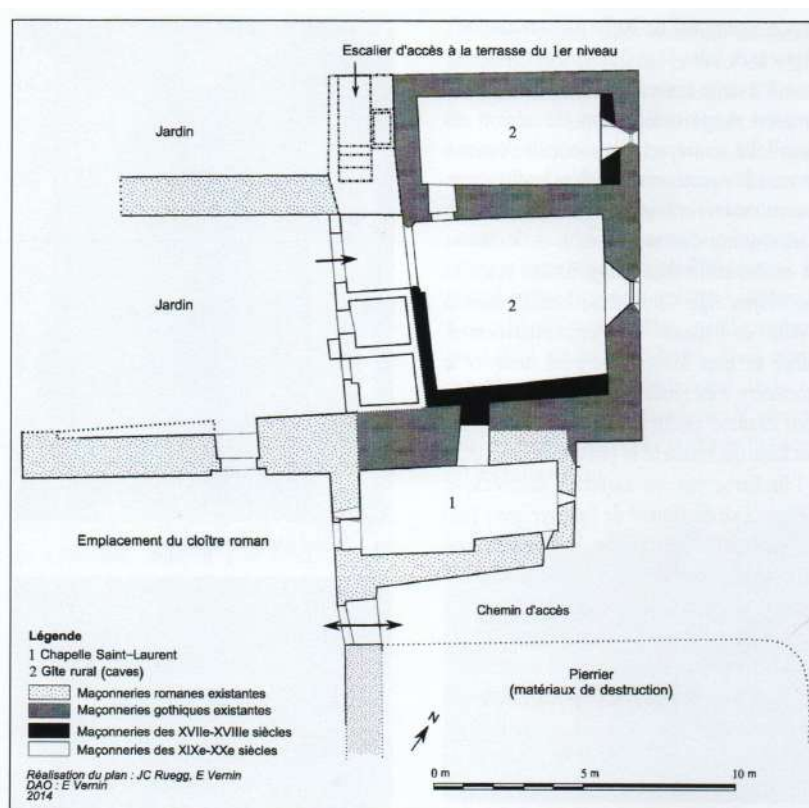 Escalier d'accès à la terrasse du 1er niveau
Jardin
2
Jardin
2
1
Emplacement du cloître roman
Chemin d'accès
Légende
1 Chapelle Saint-Laurent
2 Gîte rural (caves)
Maçonneries romanes existantes
Maçonneries gothiques existantes
Maçonneries des XVIIe-XVIIIe siècles
Maçonneries des XIXe-XXe siècles
Réalisation du plan : JC Ruegg, E Vernin
DAO : E Vernin
2014
Pierrier
(matériaux de destruction)
N
0 m 5 m 10 m